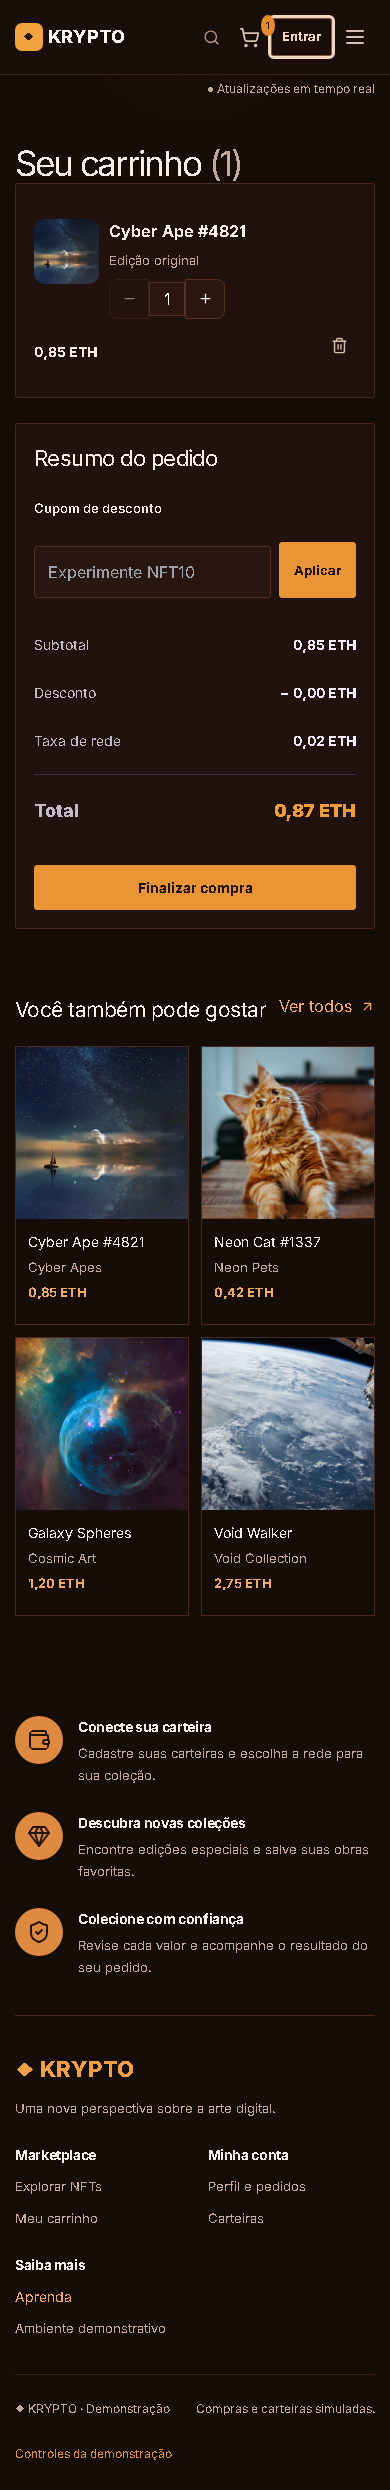 KRYPTO
1
Entrar
● Atualizações em tempo real
Seu carrinho (1)
Cyber Ape #4821
Edição original
− 1 +
0,85 ETH
Resumo do pedido
Cupom de desconto
Experimente NFT10 Aplicar
Subtotal 0,85 ETH
Desconto − 0,00 ETH
Taxa de rede 0,02 ETH
Total 0,87 ETH
Finalizar compra
Você também pode gostar Ver todos
Cyber Ape #4821
Cyber Apes
0,85 ETH
Neon Cat #1337
Neon Pets
0,42 ETH
Galaxy Spheres
Cosmic Art
1,20 ETH
Void Walker
Void Collection
2,75 ETH
Conecte sua carteira
Cadastre suas carteiras e escolha a rede para
sua coleção.
Descubra novas coleções
Encontre edições especiais e salve suas obras
favoritas.
Colecione com confiança
Revise cada valor e acompanhe o resultado do
seu pedido.
◆ KRYPTO
Uma nova perspectiva sobre a arte digital.
Marketplace
Explorar NFTs
Meu carrinho
Minha conta
Perfil e pedidos
Carteiras
Saiba mais
Aprenda
Ambiente demonstrativo
◆ KRYPTO · Demonstração Compras e carteiras simuladas.
Controles da demonstração